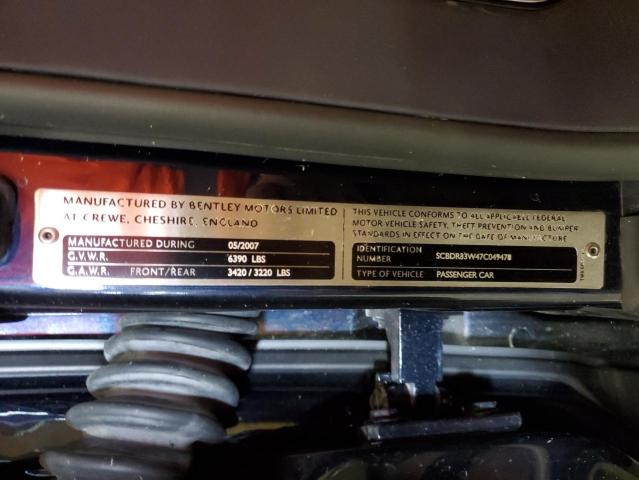 MANUFACTURED BY BENTLEY MOTORS LIMITED
AT CREWE, CHESHIRE, ENGLAND
MANUFACTURED DURING 05/2007
G.V.W.R. 6390 LBS
G.A.W.R. FRONT/REAR 3420 / 3220 LBS
THIS VEHICLE CONFORMS TO ALL APPLICABLE FEDERAL
MOTOR VEHICLE SAFETY, THEFT PREVENTION AND BUMPER
STANDARDS IN EFFECT ON THE DATE OF MANUFACTURE
IDENTIFICATION
NUMBER SCBDR33W47C049478
TYPE OF VEHICLE PASSENGER CAR